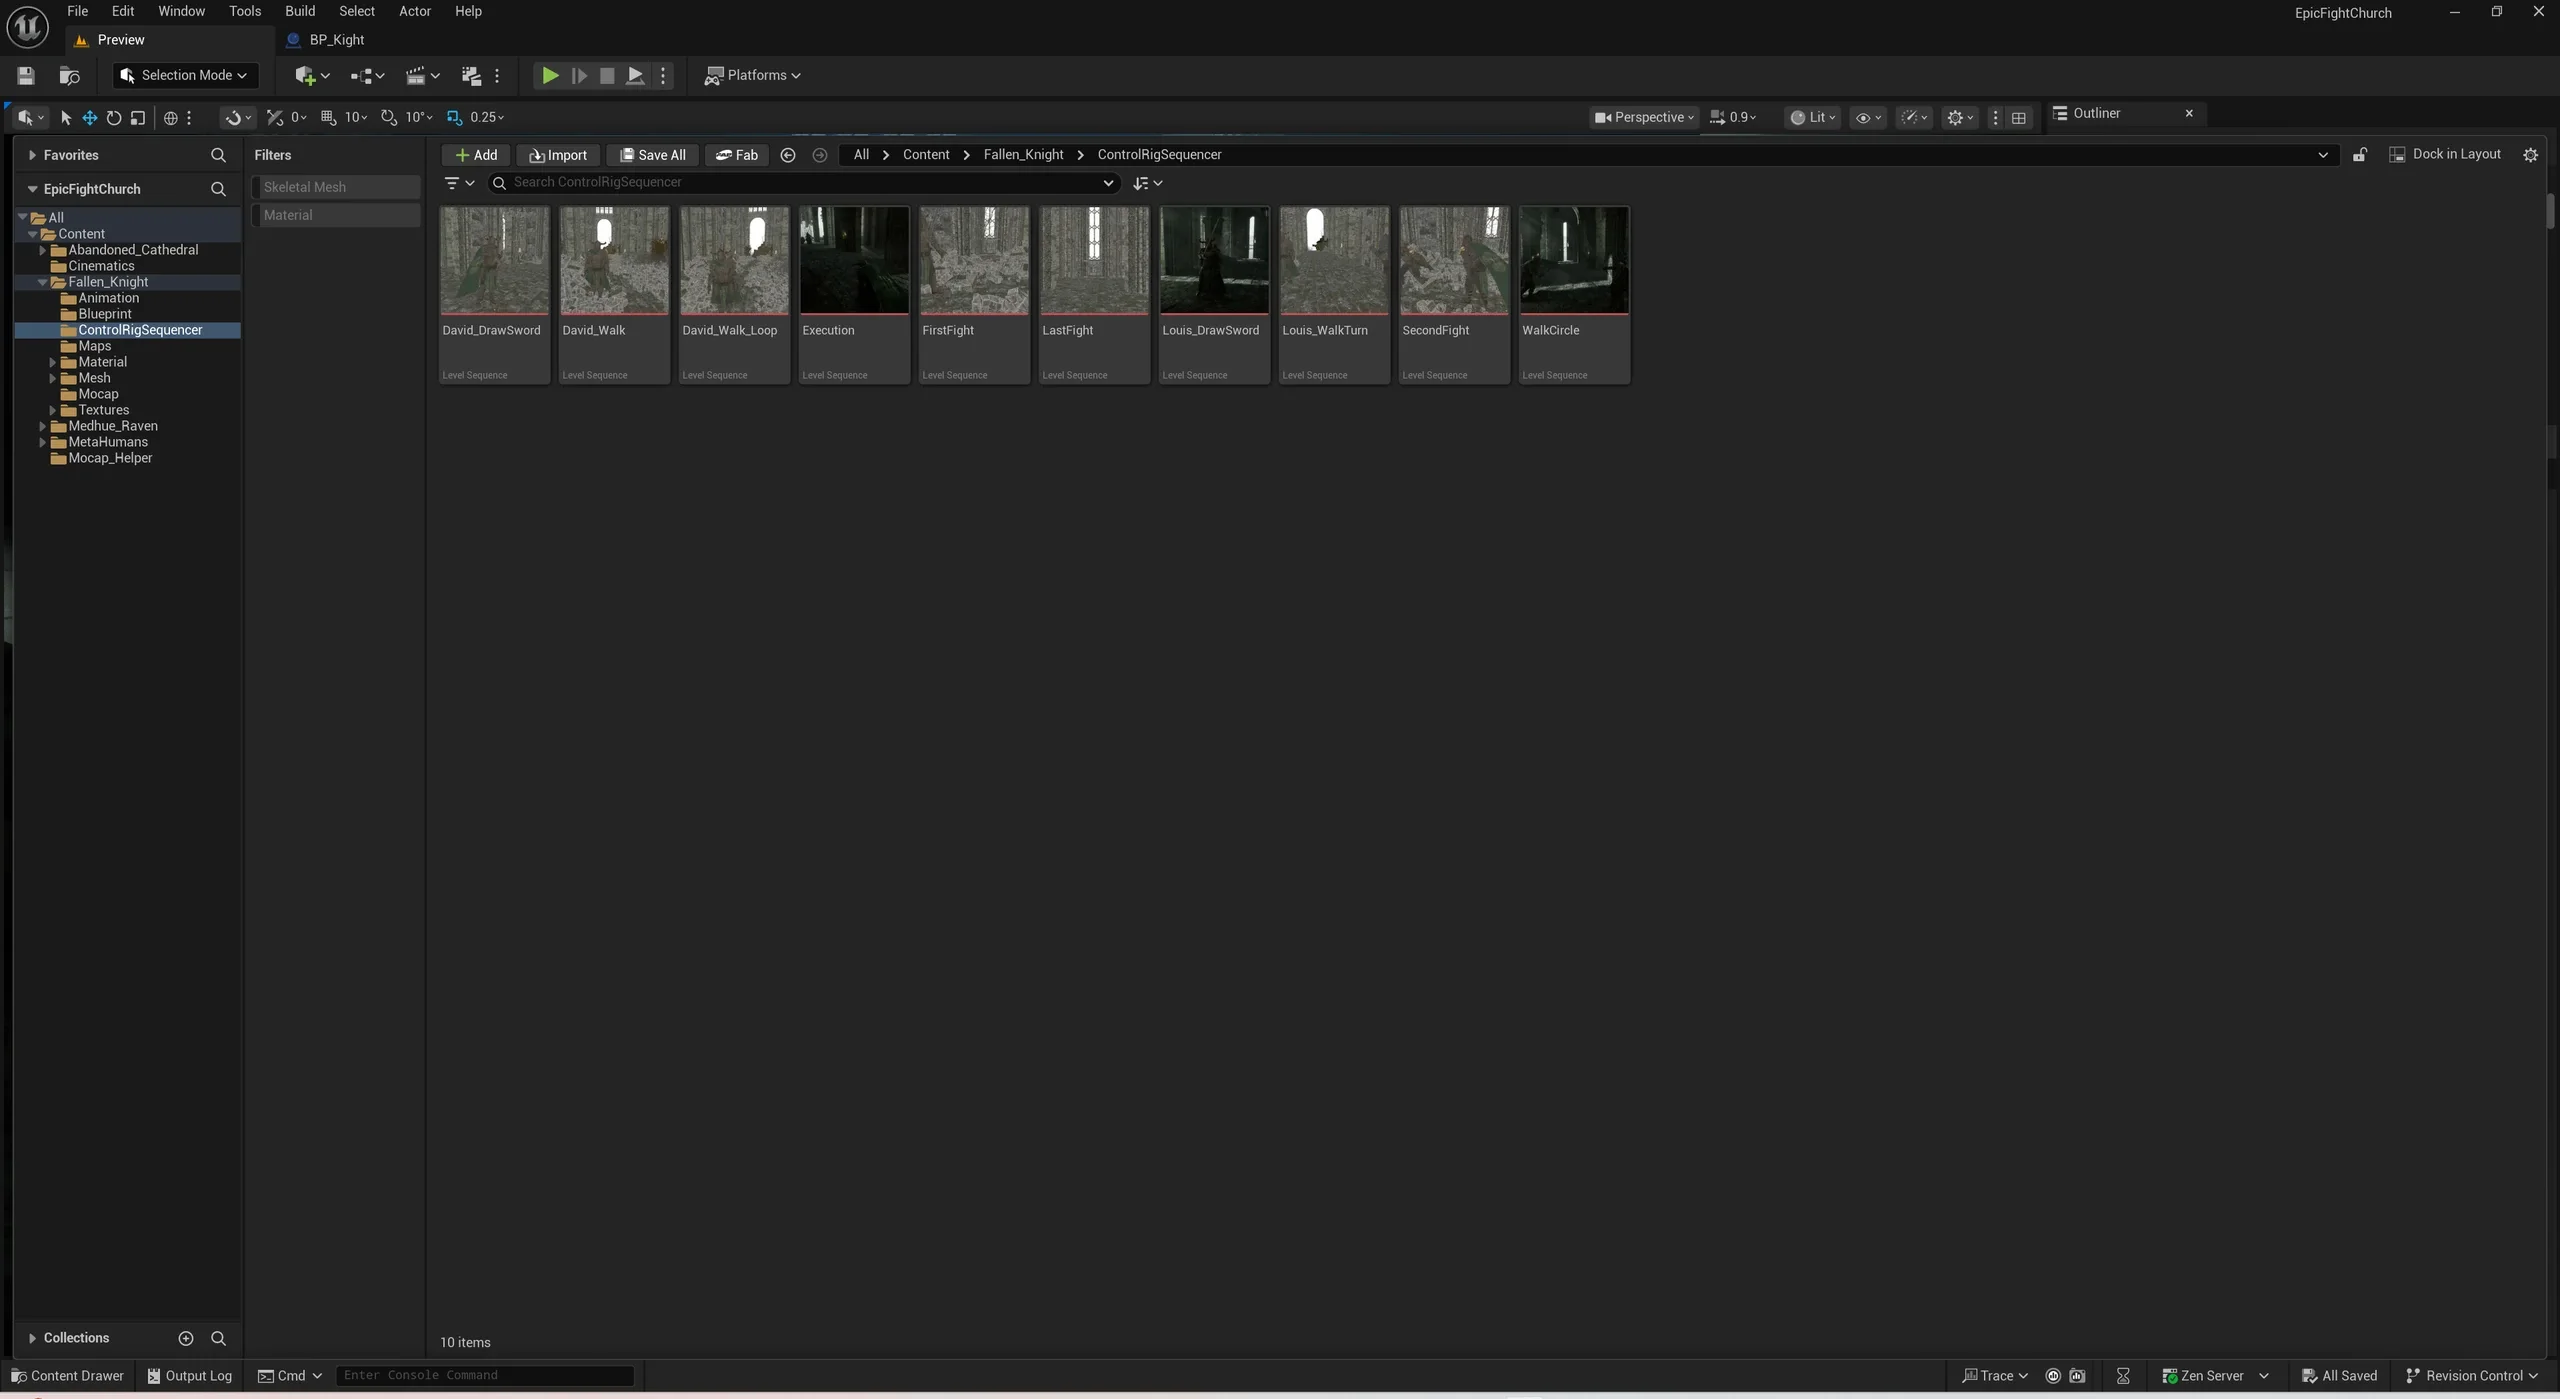 File Edit Window Tools Build Select Actor Help
EpicFightChurch
Preview
BP_Kight
Selection Mode
Platforms
0
10
10°
0.25
Perspective
0.9
Lit
Outliner
Favorites
Filters
Add
Import
Save All
Fab
All
Content
Fallen_Knight
ControlRigSequencer
Dock in Layout
EpicFightChurch
Skeletal Mesh
Search ControlRigSequencer
Material
All
Content
Abandoned_Cathedral
Cinematics
Fallen_Knight
Animation
Blueprint
ControlRigSequencer
Maps
Material
Mesh
Mocap
Textures
Medhue_Raven
MetaHumans
Mocap_Helper
David_DrawSword
David_Walk
David_Walk_Loop
Execution
FirstFight
LastFight
Louis_DrawSword
Louis_WalkTurn
SecondFight
WalkCircle
Level Sequence
Level Sequence
Level Sequence
Level Sequence
Level Sequence
Level Sequence
Level Sequence
Level Sequence
Level Sequence
Level Sequence
Collections
10 items
Content Drawer
Output Log
Cmd
Enter Console Command
Trace
Zen Server
All Saved
Revision Control